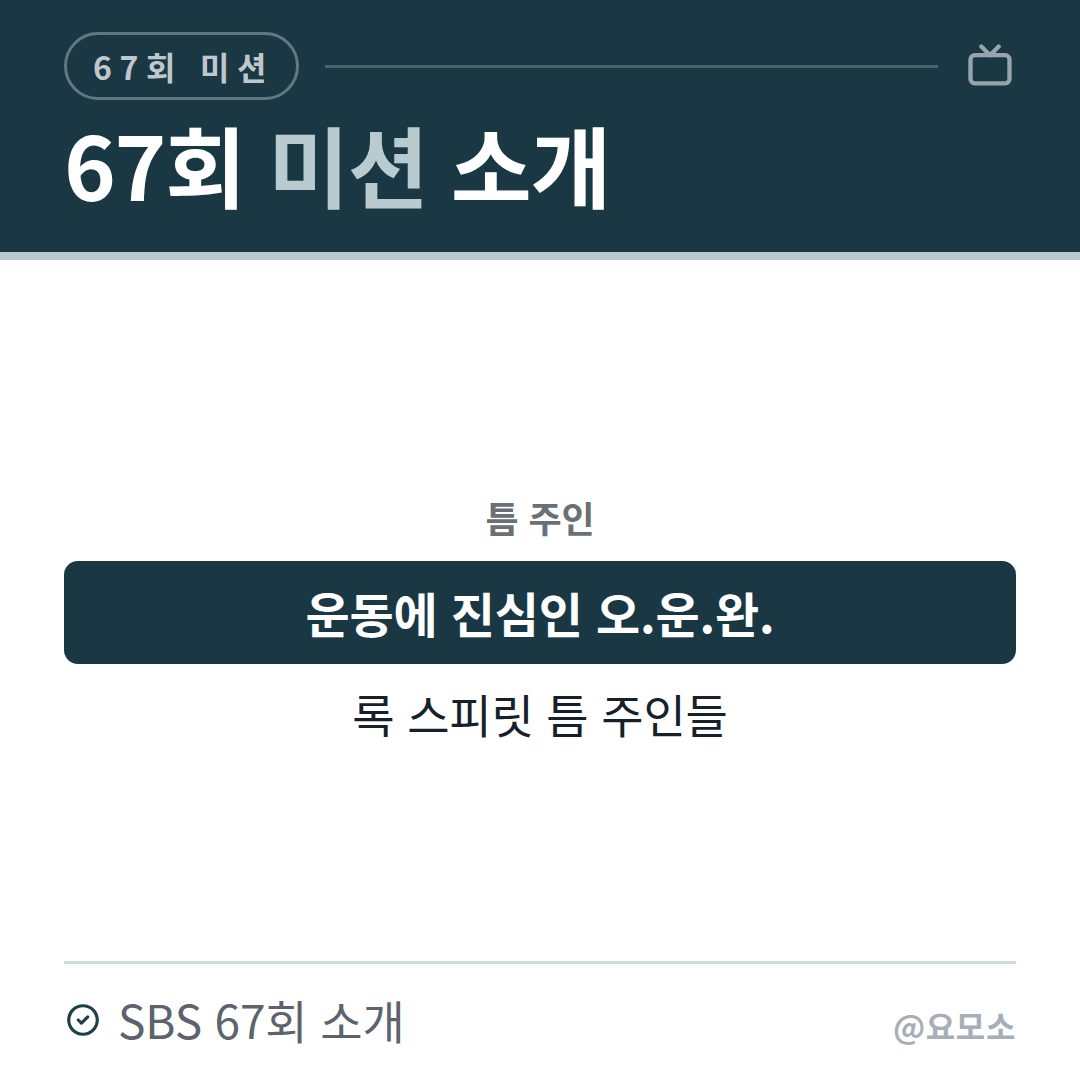 67회 미션
67회 미션 소개
틈 주인
운동에 진심인 오.운.완.
록 스피릿 틈 주인들
SBS 67회 소개
@요모소